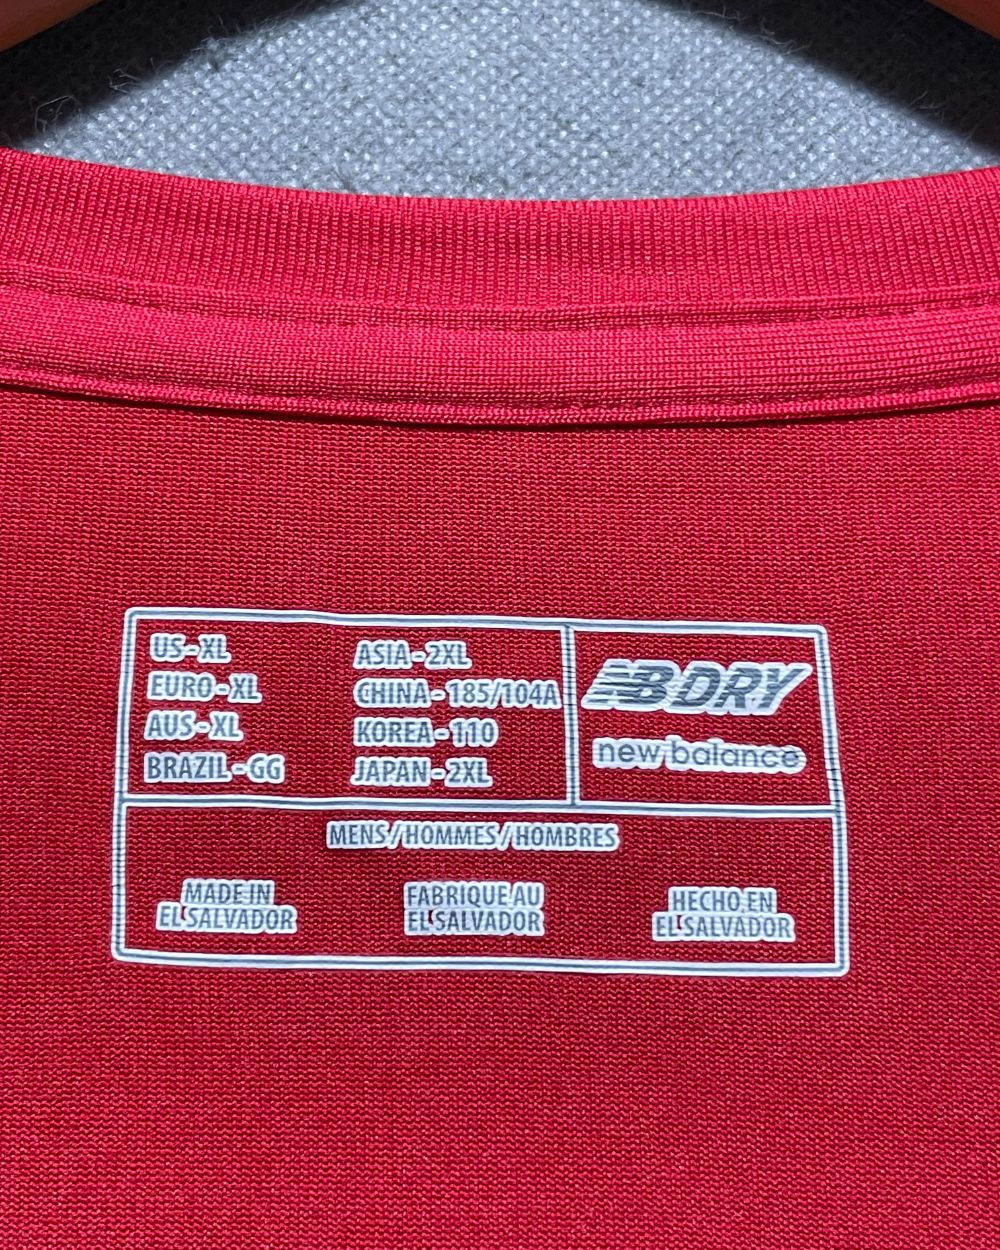 US-XL
EURO-XL
AUS-XL
BRAZIL-GG
ASIA-2XL
CHINA-185/104A
KOREA-110
JAPAN-2XL
NB DRY
new balance
MENS/HOMMES/HOMBRES
MADE IN
EL SALVADOR
FABRIQUE AU
EL SALVADOR
HECHO EN
EL SALVADOR